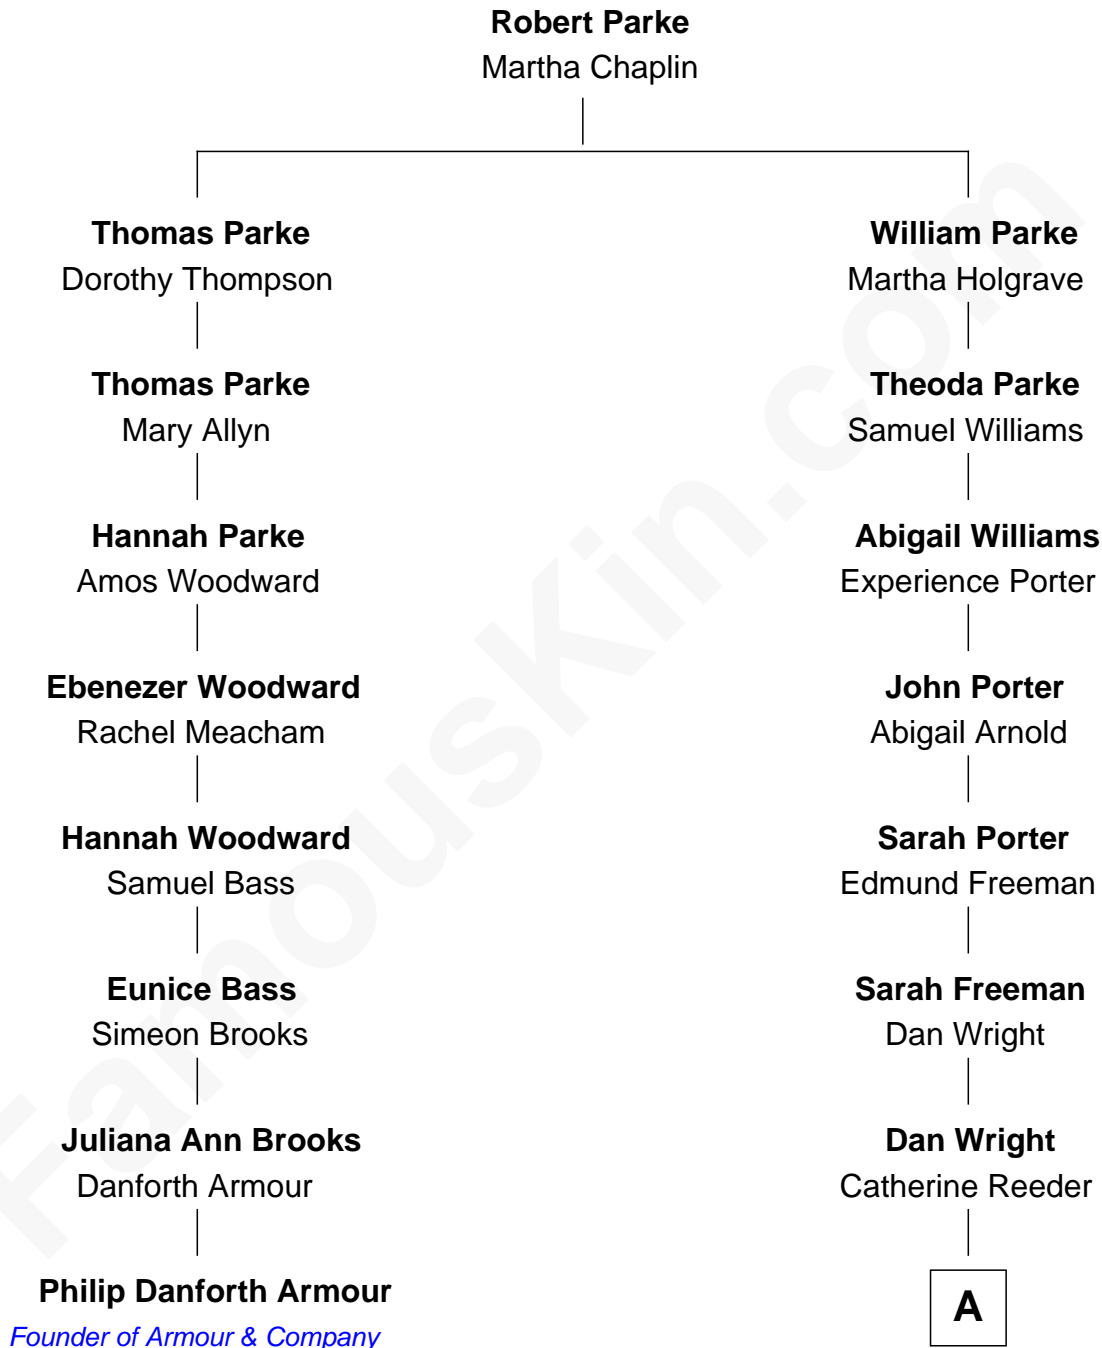 Robert Parke
Martha Chaplin
Thomas Parke
Dorothy Thompson
William Parke
Martha Holgrave
Thomas Parke
Mary Allyn
Theoda Parke
Samuel Williams
Hannah Parke
Amos Woodward
Abigail Williams
Experience Porter
Ebenezer Woodward
Rachel Meacham
John Porter
Abigail Arnold
Hannah Woodward
Samuel Bass
Sarah Porter
Edmund Freeman
Eunice Bass
Simeon Brooks
Sarah Freeman
Dan Wright
Juliana Ann Brooks
Danforth Armour
Dan Wright
Catherine Reeder
Philip Danforth Armour
Founder of Armour & Company
A
FamousKin.com